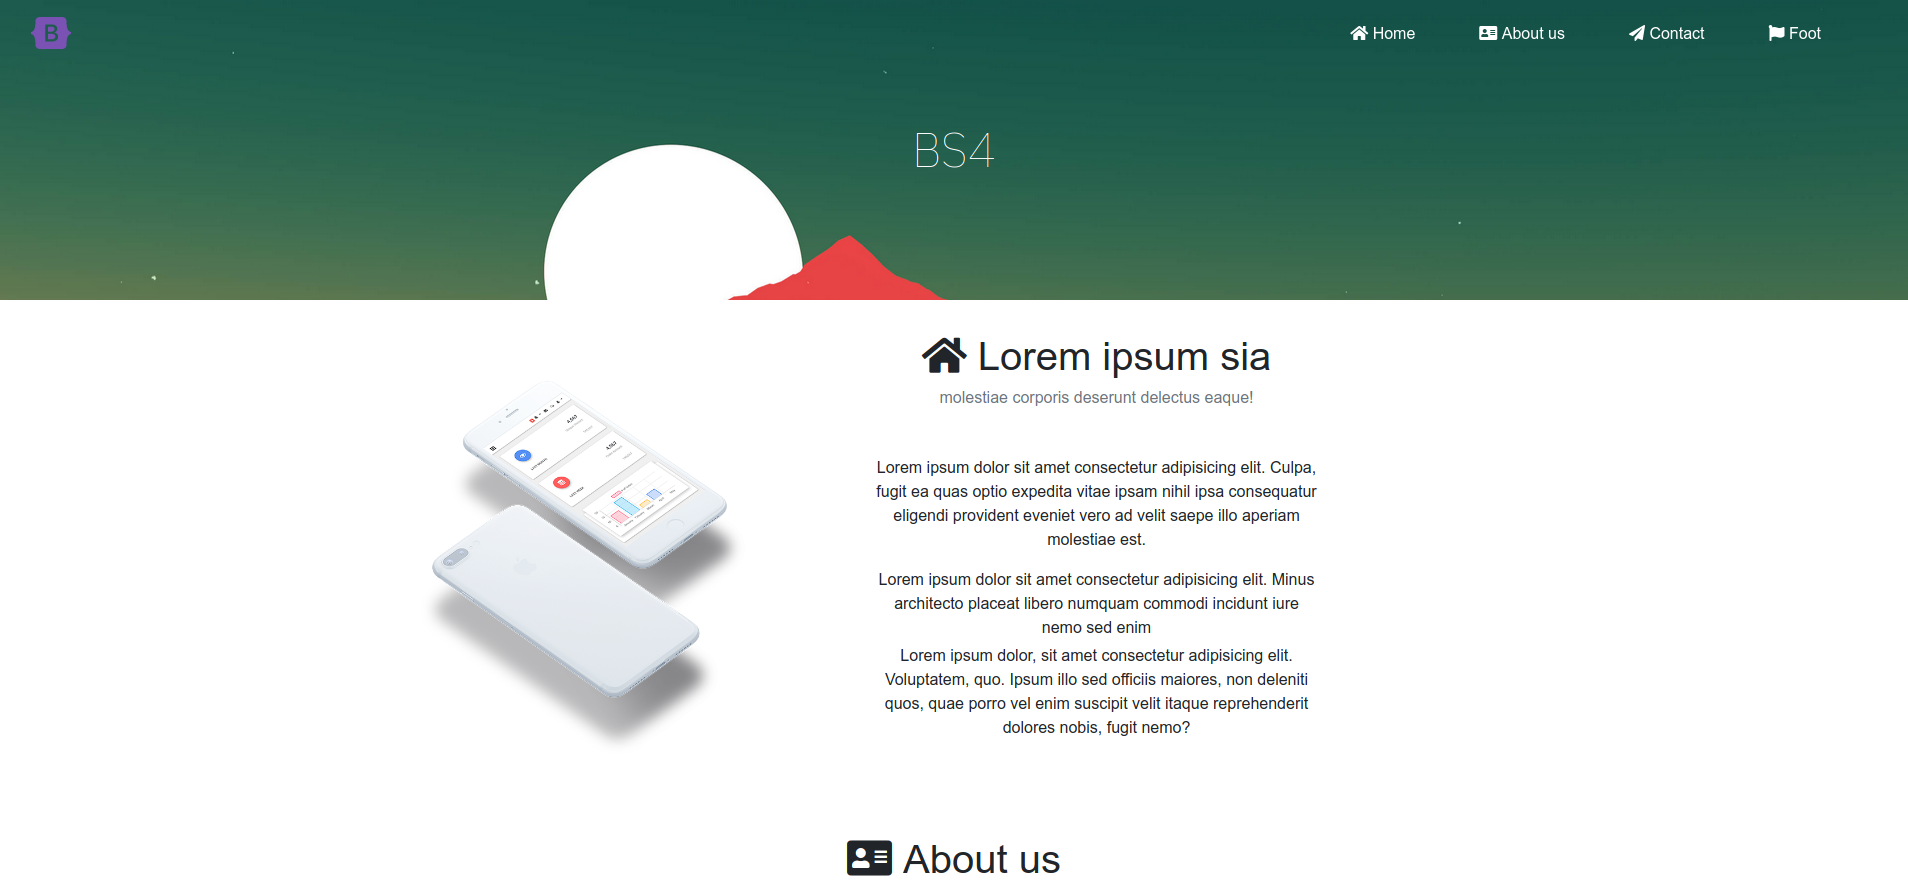 B
Home
About us
Contact
Foot
BS4
Lorem ipsum sia
molestiae corporis deserunt delectus eaque!
Lorem ipsum dolor sit amet consectetur adipisicing elit. Culpa,
fugit ea quas optio expedita vitae ipsam nihil ipsa consequatur
eligendi provident eveniet vero ad velit saepe illo aperiam
molestiae est.
Lorem ipsum dolor sit amet consectetur adipisicing elit. Minus
architecto placeat libero numquam commodi incidunt iure
nemo sed enim
Lorem ipsum dolor, sit amet consectetur adipisicing elit.
Voluptatem, quo. Ipsum illo sed officiis maiores, non deleniti
quos, quae porro vel enim suscipit velit itaque reprehenderit
dolores nobis, fugit nemo?
About us